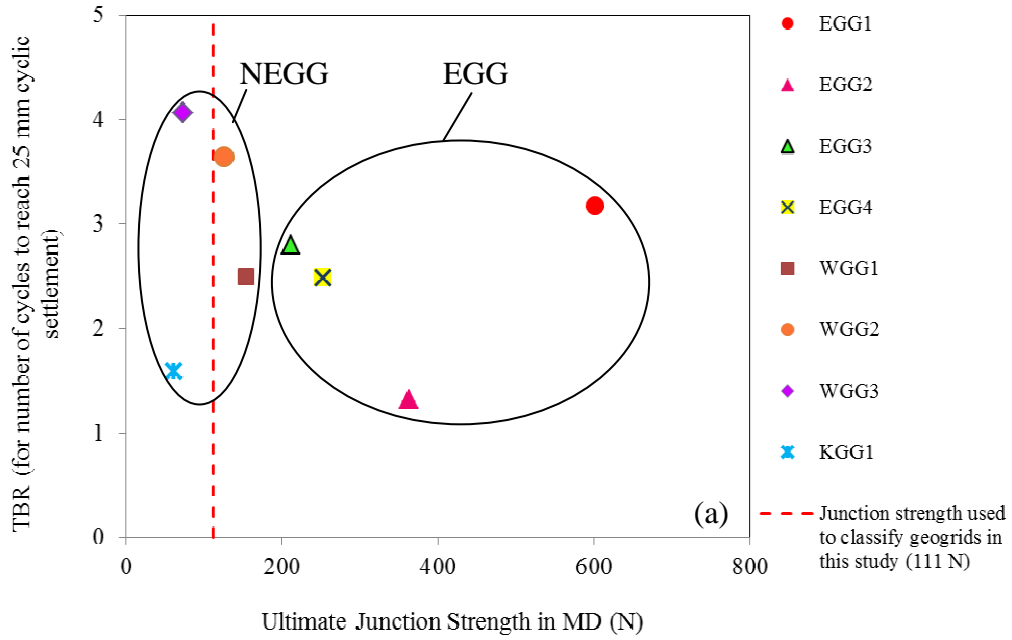 5
4
3
2
1
0
0
200
400
600
800
TBR (for number of cycles to reach 25 mm cyclic
settlement)
Ultimate Junction Strength in MD (N)
NEGG
EGG
(a)
EGG1
EGG2
EGG3
EGG4
WGG1
WGG2
WGG3
KGG1
Junction strength used
to classify geogrids in
this study (111 N)